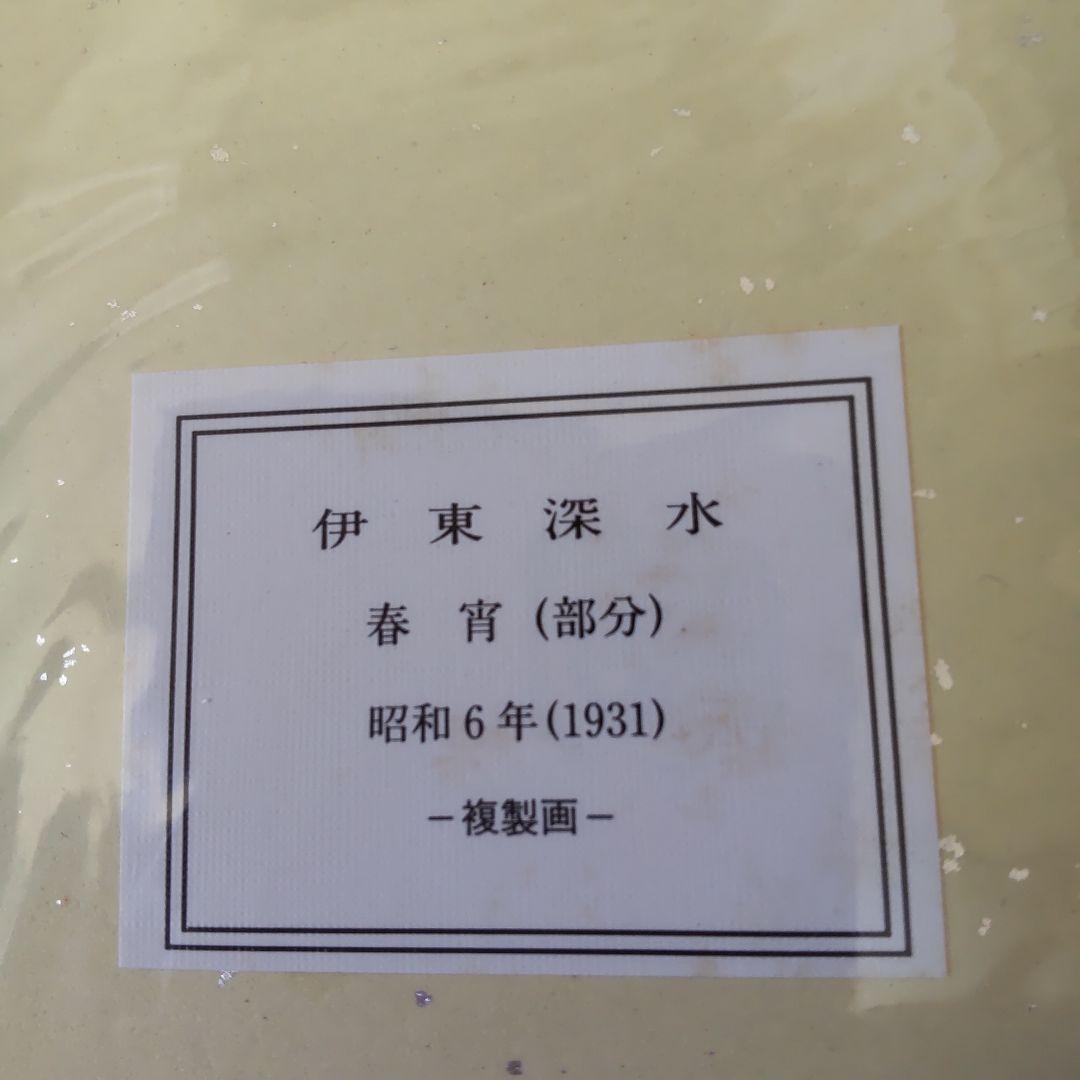 伊東深水
春宵(部分)
昭和6年(1931)
－複製画－